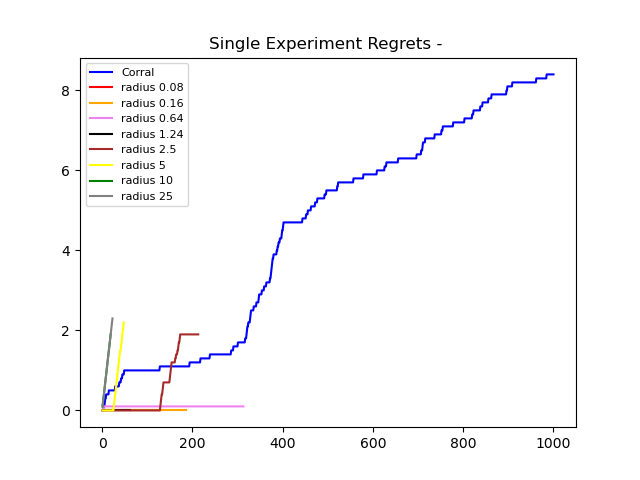 Single Experiment Regrets -
Corral
radius 0.08
radius 0.16
radius 0.64
radius 1.24
radius 2.5
radius 5
radius 10
radius 25
8
6
4
2
0
0 200 400 600 800 1000